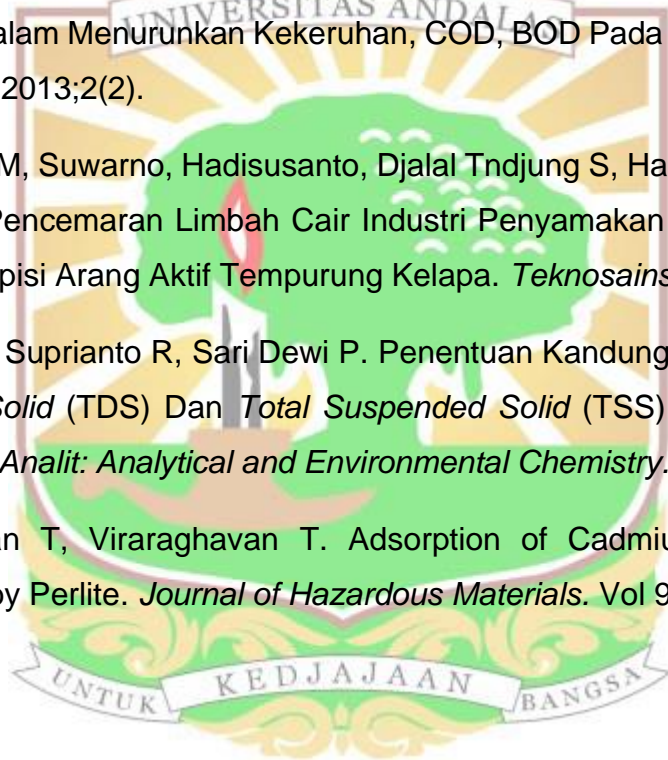 UNIVERSITAS ANDALAS
alam Menurunkan Kekeruhan, COD, BOD Pada
2013;2(2).
M, Suwarno, Hadisusanto, Djalal Tndjung S, Ha
Pencemaran Limbah Cair Industri Penyamakan
pisi Arang Aktif Tempurung Kelapa. Teknosains
Suprianto R, Sari Dewi P. Penentuan Kandung
Solid (TDS) Dan Total Suspended Solid (TSS)
Analit: Analytical and Environmental Chemistry.
an T, Viraraghavan T. Adsorption of Cadmiu
by Perlite. Journal of Hazardous Materials. Vol 9
UNTUK KEDJAJAAN BANGSA